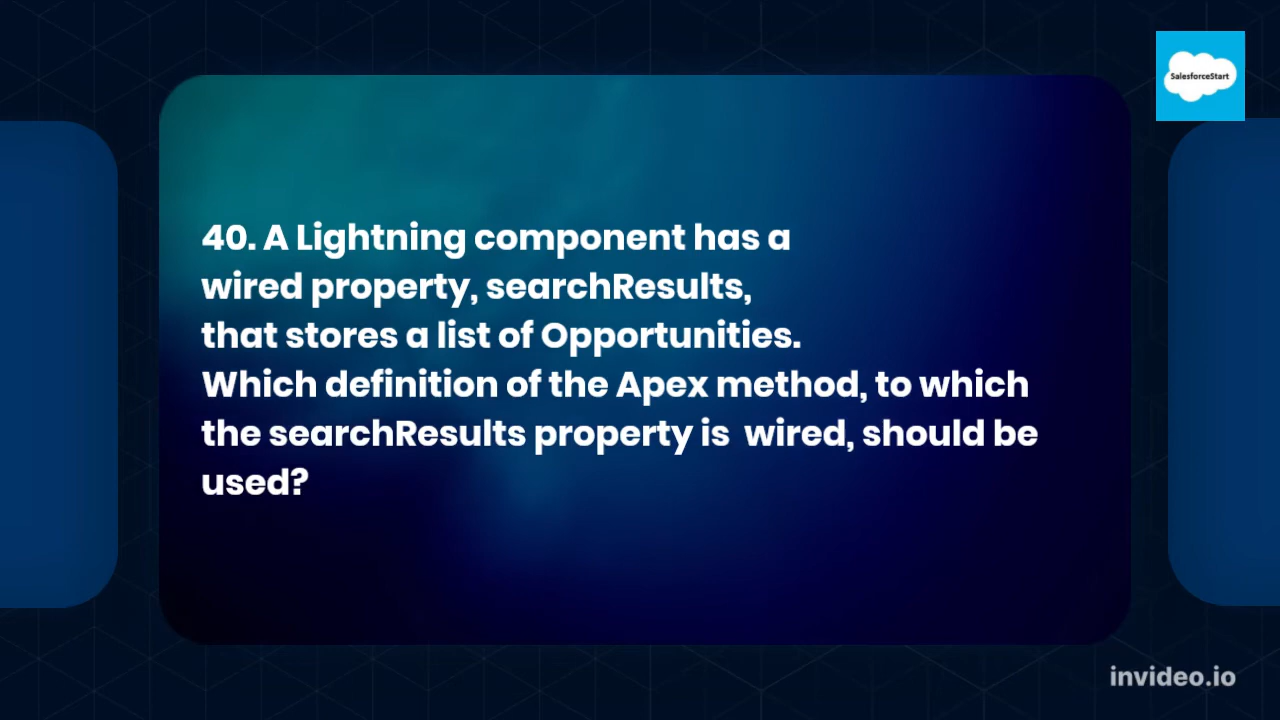 SalesforceStart
40. A Lightning component has a
wired property, searchResults,
that stores a list of Opportunities.
Which definition of the Apex method, to which
the searchResults property is  wired, should be
used?
invideo.io